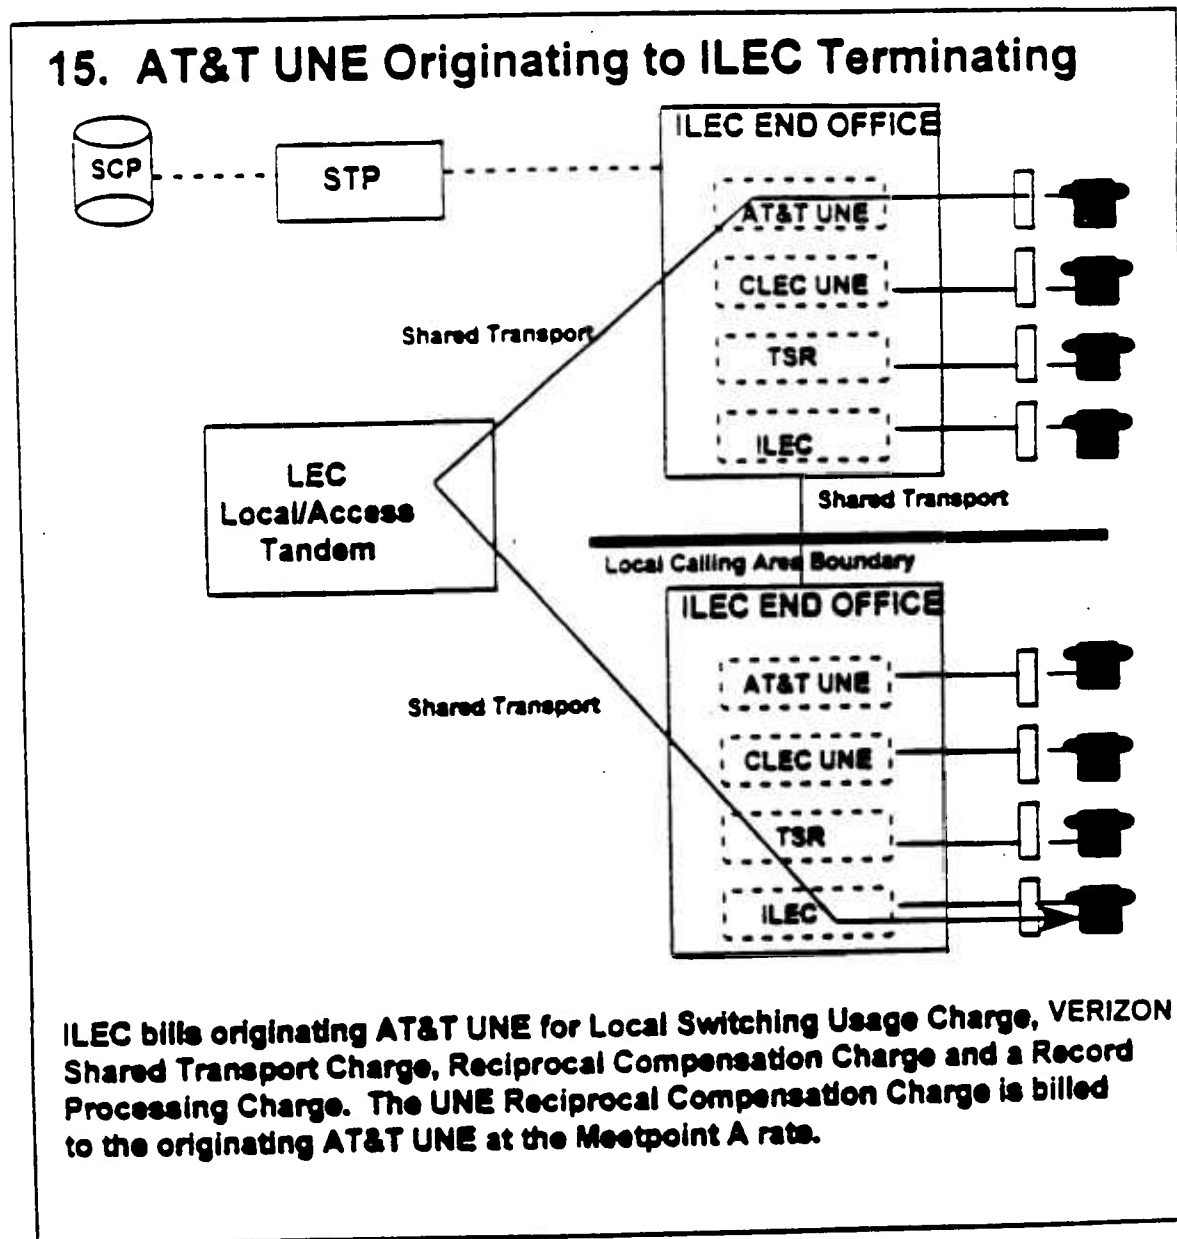 15. AT&T UNE Originating to ILEC Terminating
SCP
STP
ILEC END OFFICE
AT&T UNE
CLEC UNE
TSR
ILEC
Shared Transport
LEC
Local/Access
Tandem
Shared Transport
Local Calling Area Boundary
ILEC END OFFICE
AT&T UNE
CLEC UNE
TSR
ILEC
Shared Transport
ILEC bills originating AT&T UNE for Local Switching Usage Charge, VERIZON
Shared Transport Charge, Reciprocal Compensation Charge and a Record
Processing Charge. The UNE Reciprocal Compensation Charge is billed
to the originating AT&T UNE at the Meetpoint A rate.